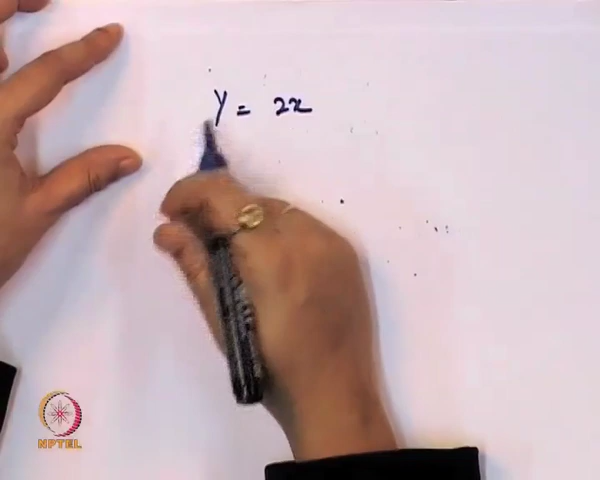 y = 2x
NPTEL